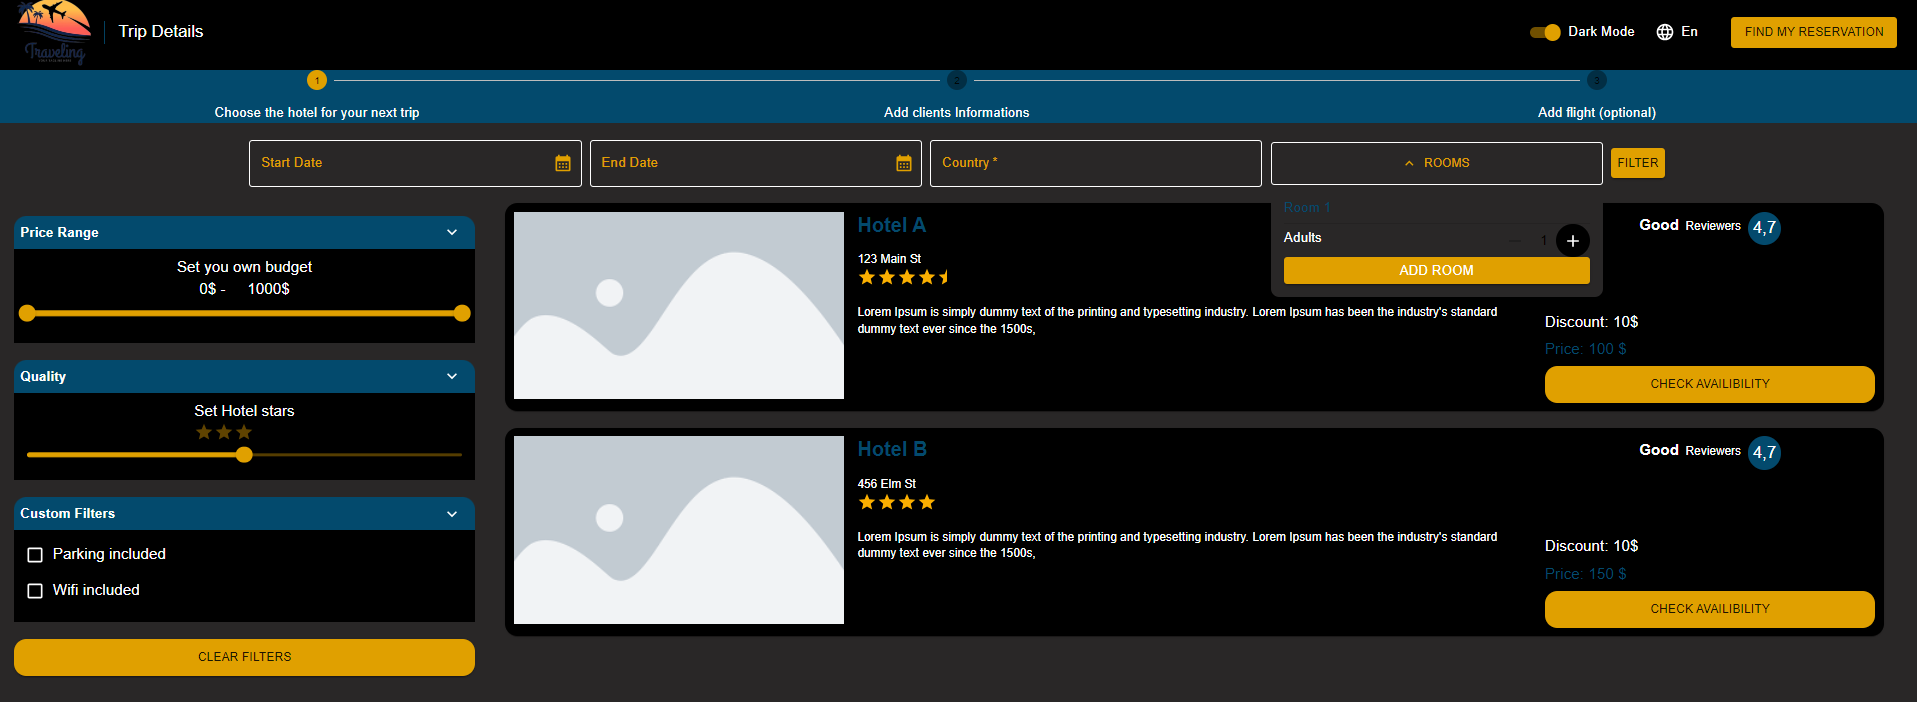 Traveling
Trip Details
Dark Mode
En
FIND MY RESERVATION
1
2
3
Choose the hotel for your next trip
Add clients Informations
Add flight (optional)
Start Date
End Date
Country *
ROOMS
FILTER
Price Range
Set you own budget
0$ - 1000$
Quality
Set Hotel stars
Custom Filters
Parking included
Wifi included
CLEAR FILTERS
Room 1
Adults
1
ADD ROOM
Hotel A
123 Main St
Lorem Ipsum is simply dummy text of the printing and typesetting industry. Lorem Ipsum has been the industry's standard
dummy text ever since the 1500s,
Good Reviewers 4,7
Discount: 10$
Price: 100 $
CHECK AVAILIBILITY
Hotel B
456 Elm St
Lorem Ipsum is simply dummy text of the printing and typesetting industry. Lorem Ipsum has been the industry's standard
dummy text ever since the 1500s,
Good Reviewers 4,7
Discount: 10$
Price: 150 $
CHECK AVAILIBILITY